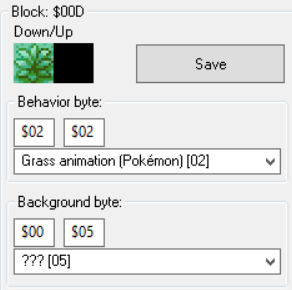 Block: $00D
Down/Up
Save
Behavior byte:
$02 $02
Grass animation (Pokémon) [02]
Background byte:
$00 $05
??? [05]